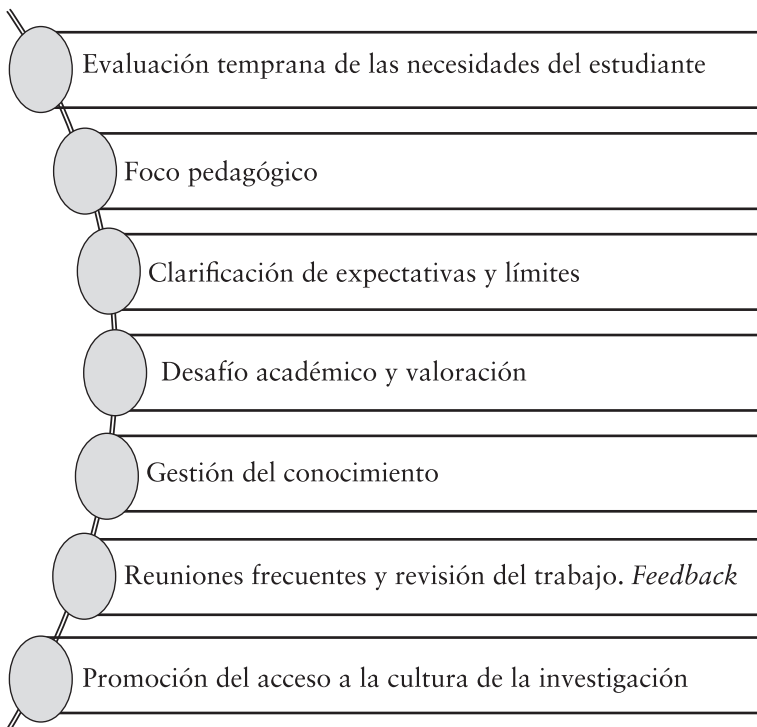 Evaluación temprana de las necesidades del estudiante
Foco pedagógico
Clarificación de expectativas y límites
Desafío académico y valoración
Gestión del conocimiento
Reuniones frecuentes y revisión del trabajo. Feedback
Promoción del acceso a la cultura de la investigación